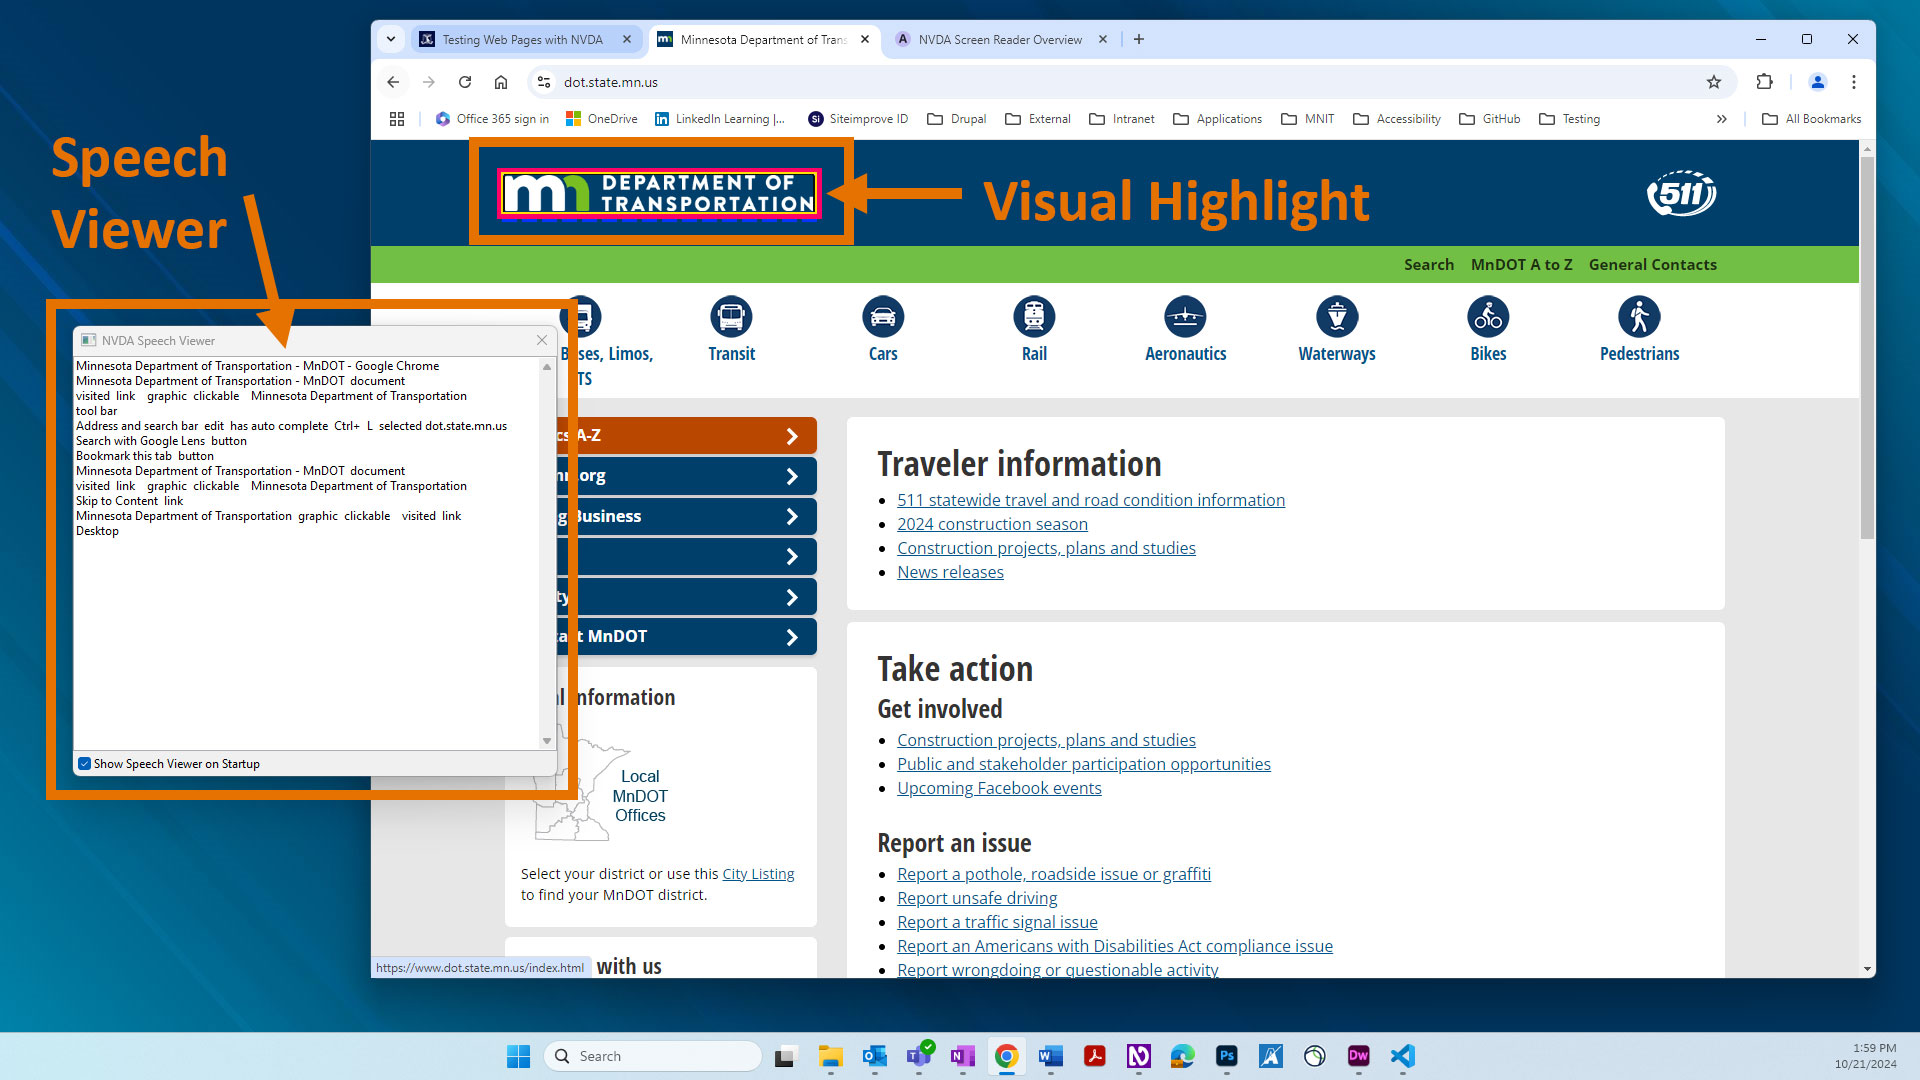 Testing Web Pages with NVDA
Minnesota Department of Trans
NVDA Screen Reader Overview
dot.state.mn.us
Office 365 sign in
OneDrive
LinkedIn Learning |...
Siteimprove ID
Drupal
External
Intranet
Applications
MNIT
Accessibility
GitHub
Testing
All Bookmarks
Speech
Viewer
mn DEPARTMENT OF
TRANSPORTATION
Visual Highlight
511
Search
MnDOT A to Z
General Contacts
ses, Limos,
TS
Transit
Cars
Rail
Aeronautics
Waterways
Bikes
Pedestrians
NVDA Speech Viewer
Minnesota Department of Transportation - MnDOT - Google Chrome
Minnesota Department of Transportation - MnDOT document
visited link graphic clickable Minnesota Department of Transportation
tool bar
Address and search bar edit has auto complete Ctrl+ L selected dot.state.mn.us
Search with Google Lens button
Bookmark this tab button
Minnesota Department of Transportation - MnDOT document
visited link graphic clickable Minnesota Department of Transportation
Skip to Content link
Minnesota Department of Transportation graphic clickable visited link
Desktop
Show Speech Viewer on Startup
A-Z
.org
Business
MnDOT
nformation
Local
MnDOT
Offices
Select your district or use this City Listing
to find your MnDOT district.
with us
https://www.dot.state.mn.us/index.html
Traveler information
511 statewide travel and road condition information
2024 construction season
Construction projects, plans and studies
News releases
Take action
Get involved
Construction projects, plans and studies
Public and stakeholder participation opportunities
Upcoming Facebook events
Report an issue
Report a pothole, roadside issue or graffiti
Report unsafe driving
Report a traffic signal issue
Report an Americans with Disabilities Act compliance issue
Report wrongdoing or questionable activity
Search
1:59 PM
10/21/2024